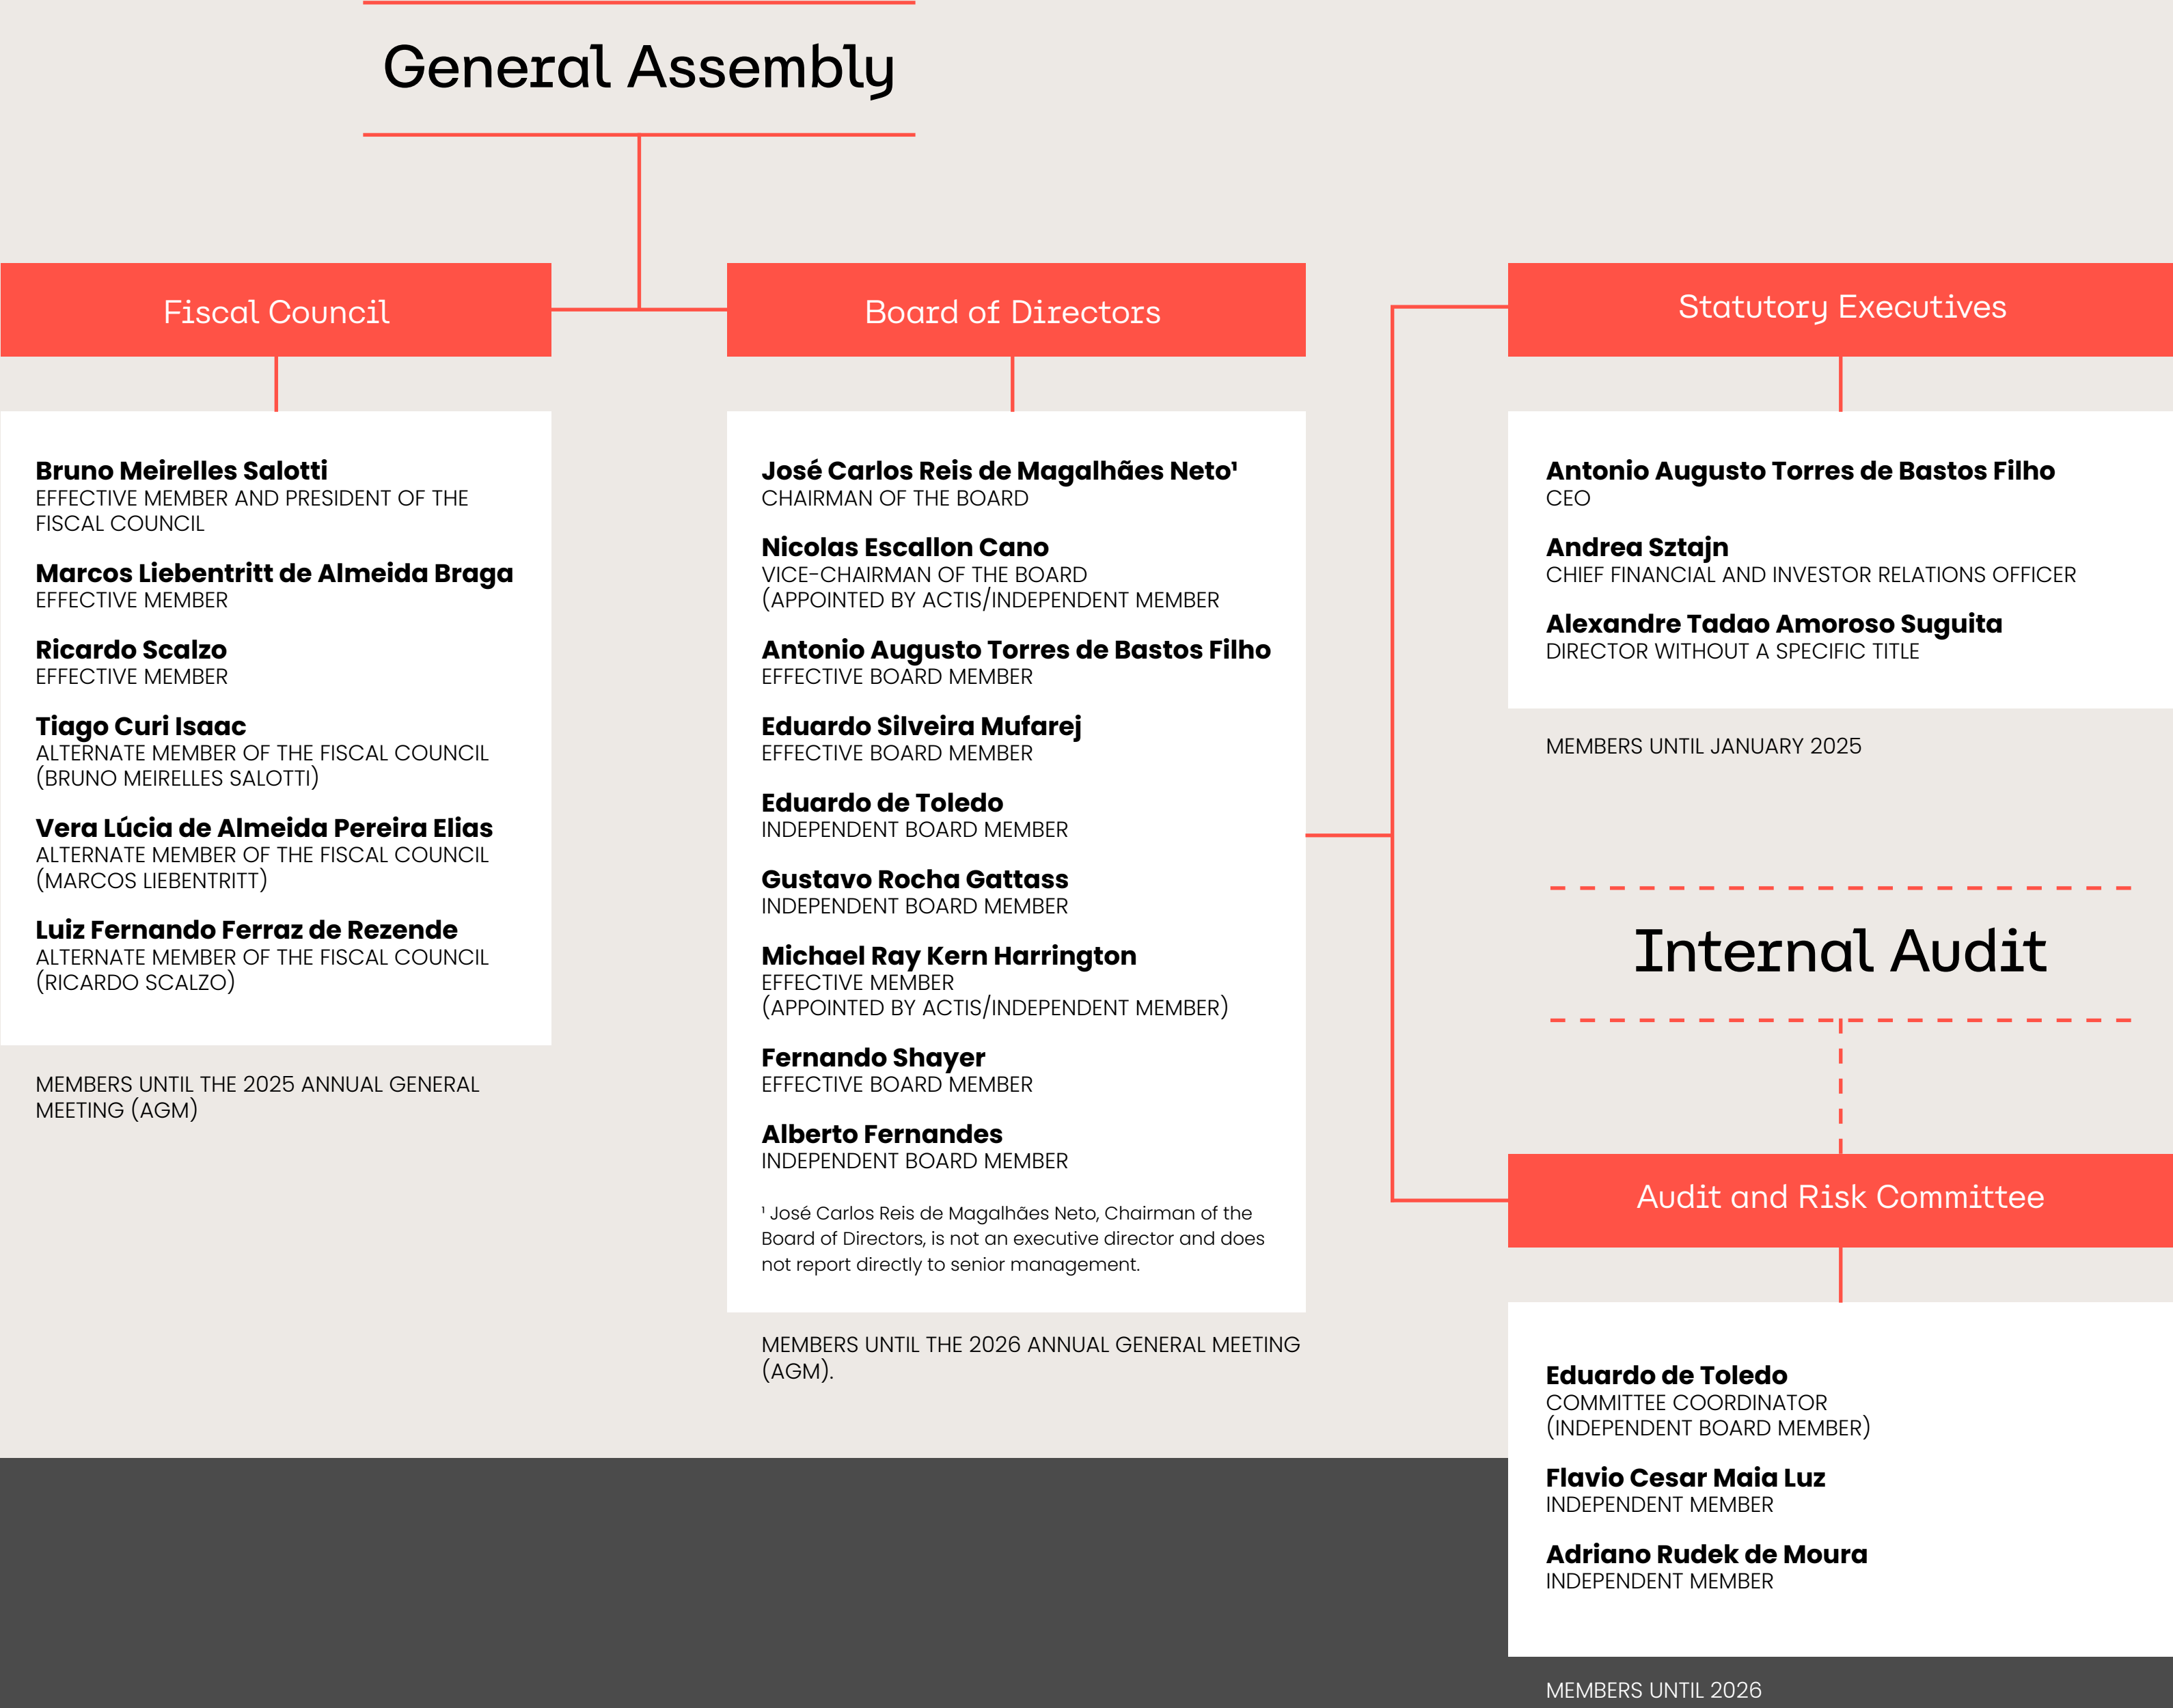 General Assembly
Fiscal Council
Bruno Meirelles Salotti
EFFECTIVE MEMBER AND PRESIDENT OF THE
FISCAL COUNCIL
Marcos Liebentritt de Almeida Braga
EFFECTIVE MEMBER
Ricardo Scalzo
EFFECTIVE MEMBER
Tiago Curi Isaac
ALTERNATE MEMBER OF THE FISCAL COUNCIL
(BRUNO MEIRELLES SALOTTI)
Vera Lúcia de Almeida Pereira Elias
ALTERNATE MEMBER OF THE FISCAL COUNCIL
(MARCOS LIEBENTRITT)
Luiz Fernando Ferraz de Rezende
ALTERNATE MEMBER OF THE FISCAL COUNCIL
(RICARDO SCALZO)
MEMBERS UNTIL THE 2025 ANNUAL GENERAL
MEETING (AGM)
Board of Directors
José Carlos Reis de Magalhães Neto¹
CHAIRMAN OF THE BOARD
Nicolas Escallon Cano
VICE-CHAIRMAN OF THE BOARD
(APPOINTED BY ACTIS/INDEPENDENT MEMBER
Antonio Augusto Torres de Bastos Filho
EFFECTIVE BOARD MEMBER
Eduardo Silveira Mufarej
EFFECTIVE BOARD MEMBER
Eduardo de Toledo
INDEPENDENT BOARD MEMBER
Gustavo Rocha Gattass
INDEPENDENT BOARD MEMBER
Michael Ray Kern Harrington
EFFECTIVE MEMBER
(APPOINTED BY ACTIS/INDEPENDENT MEMBER)
Fernando Shayer
EFFECTIVE BOARD MEMBER
Alberto Fernandes
INDEPENDENT BOARD MEMBER
¹ José Carlos Reis de Magalhães Neto, Chairman of the
Board of Directors, is not an executive director and does
not report directly to senior management.
MEMBERS UNTIL THE 2026 ANNUAL GENERAL MEETING
(AGM).
Statutory Executives
Antonio Augusto Torres de Bastos Filho
CEO
Andrea Sztajn
CHIEF FINANCIAL AND INVESTOR RELATIONS OFFICER
Alexandre Tadao Amoroso Suguita
DIRECTOR WITHOUT A SPECIFIC TITLE
MEMBERS UNTIL JANUARY 2025
Internal Audit
Audit and Risk Committee
Eduardo de Toledo
COMMITTEE COORDINATOR
(INDEPENDENT BOARD MEMBER)
Flavio Cesar Maia Luz
INDEPENDENT MEMBER
Adriano Rudek de Moura
INDEPENDENT MEMBER
MEMBERS UNTIL 2026